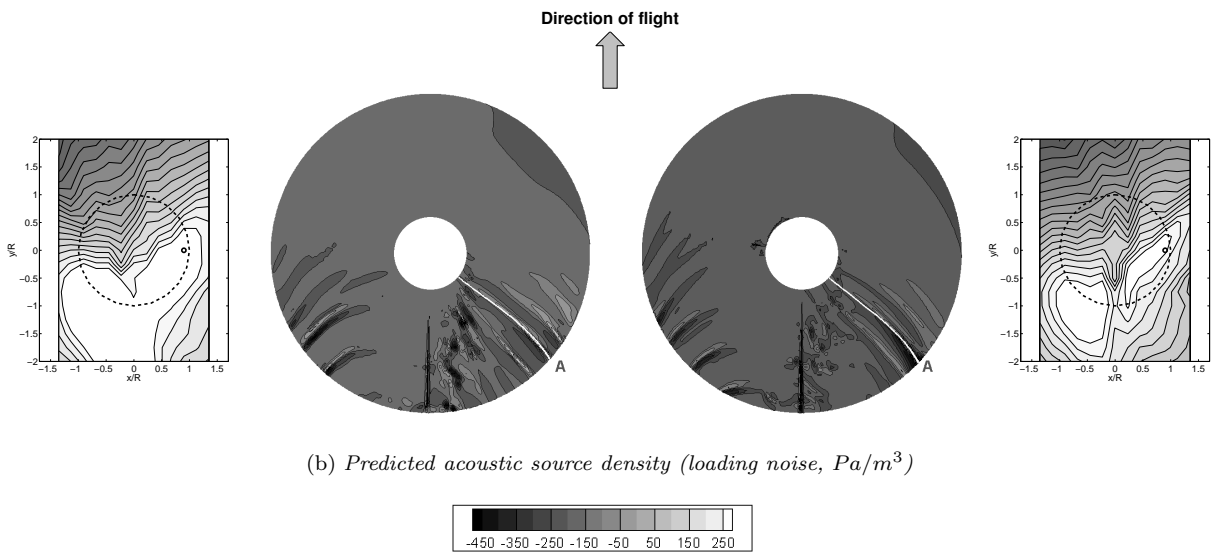 Direction of flight
2
1.5
1
0.5
0
−0.5
−1
−1.5
−2
y/R
−1.5 −1 −0.5 0 0.5 1 1.5
x/R
A
A
2
1.5
1
0.5
0
−0.5
−1
−1.5
−2
y/R
−1.5 −1 −0.5 0 0.5 1 1.5
x/R
(b) Predicted acoustic source density (loading noise, Pa/m³)
-450 -350 -250 -150 -50 50 150 250